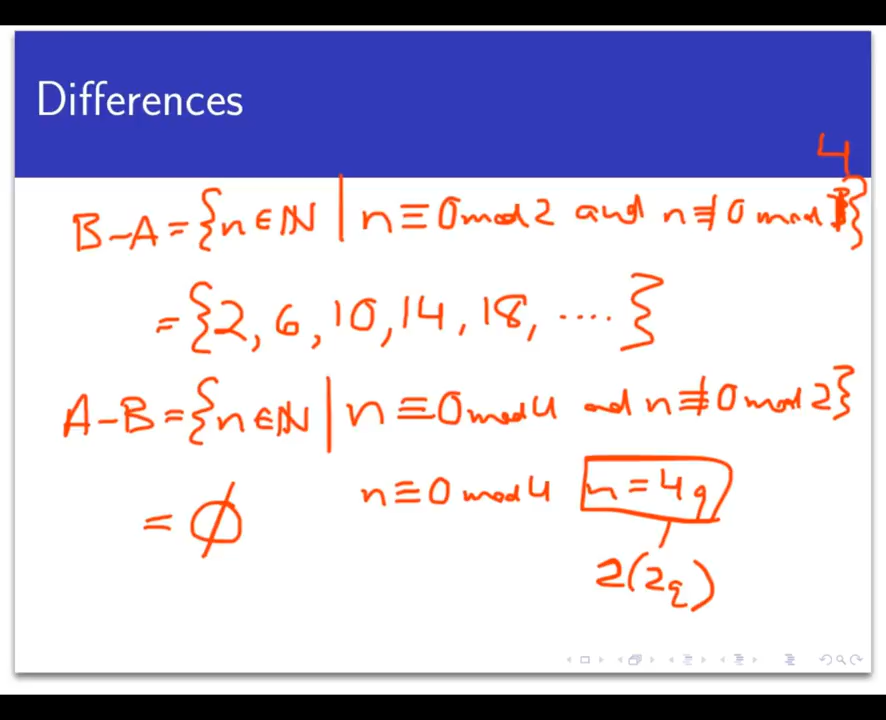 Differences
4
B-A = {n ∈ ℕ | n ≡ 0 mod 2 and n ≢ 0 mod }
= {2, 6, 10, 14, 18, ....}
A-B = {n ∈ ℕ | n ≡ 0 mod 4 and n ≢ 0 mod 2}
n ≡ 0 mod 4 n = 4q
= ∅
2(2q)